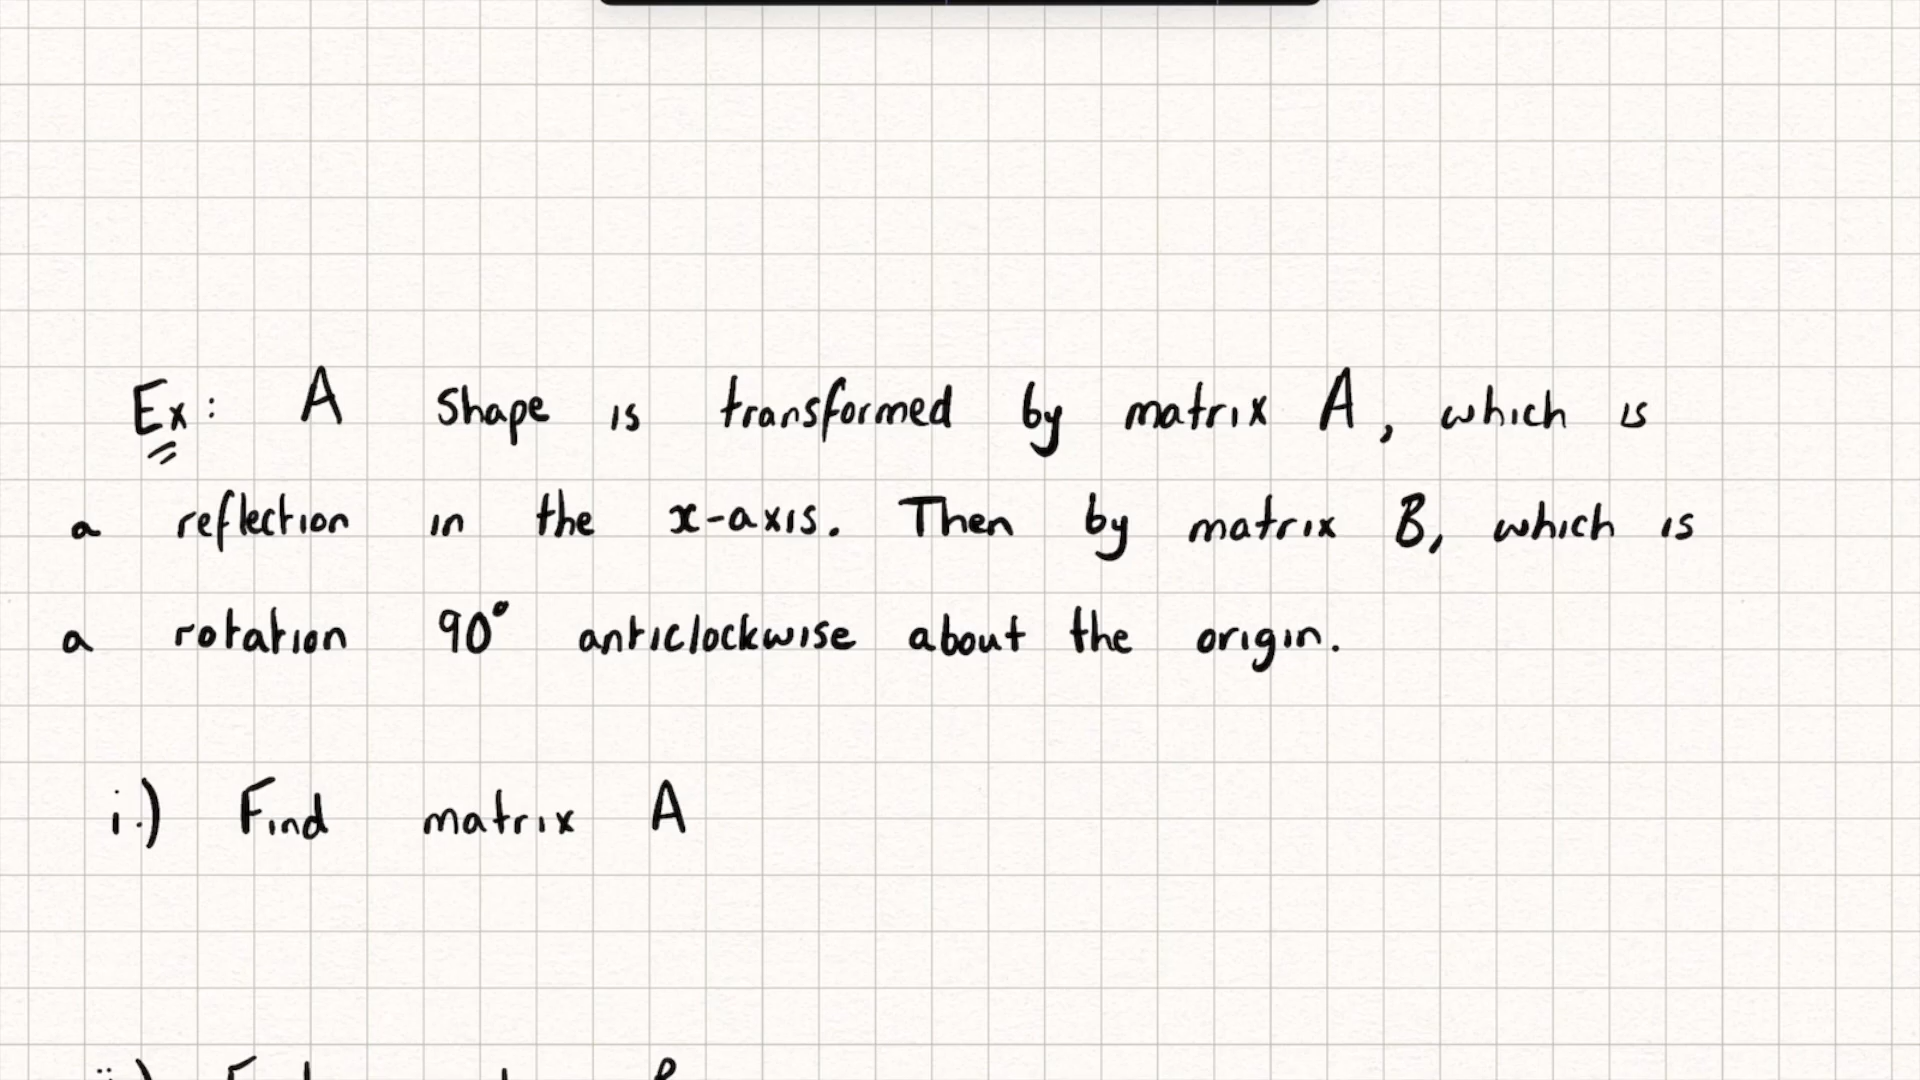 Ex: A shape is transformed by matrix A, which is
a reflection in the x-axis. Then by matrix B, which is
a rotation 90° anticlockwise about the origin.
i.) Find matrix A